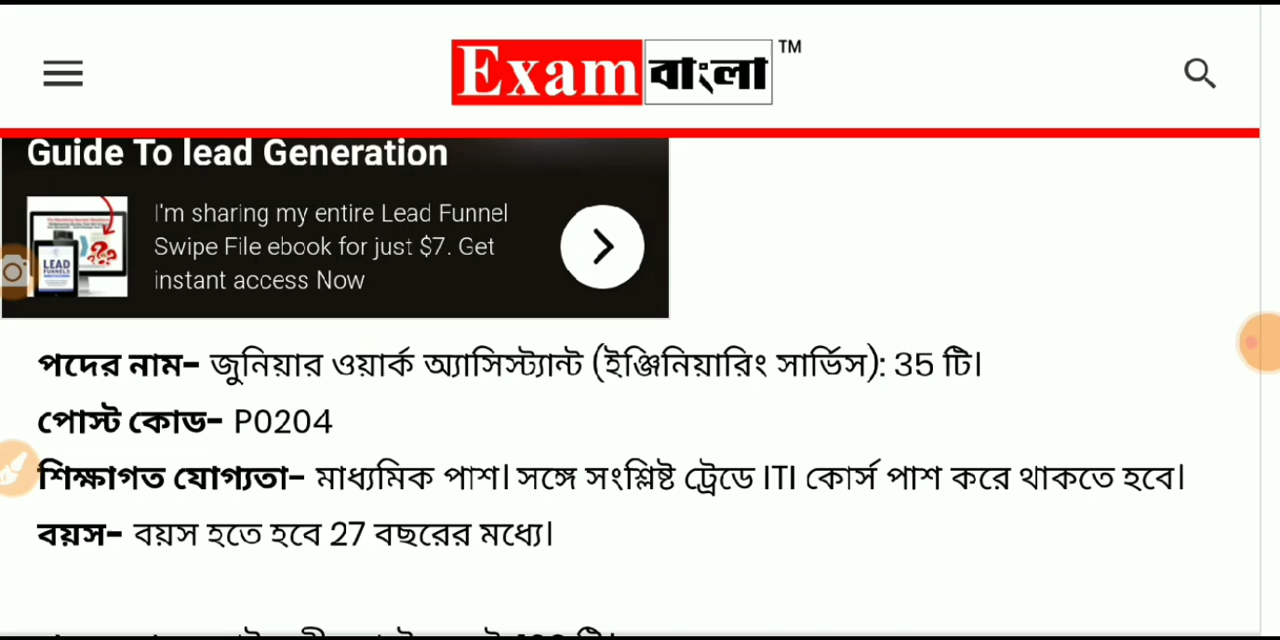 Exam বাংলা TM
Guide To lead Generation
I'm sharing my entire Lead Funnel
Swipe File ebook for just $7. Get
instant access Now
LEAD
FUNNELS
পদের নাম– জুনিয়ার ওয়ার্ক অ্যাসিস্ট্যান্ট (ইঞ্জিনিয়ারিং সার্ভিস): 35 টি।
পোস্ট কোড– P0204
শিক্ষাগত যোগ্যতা– মাধ্যমিক পাশ। সঙ্গে সংশ্লিষ্ট ট্রেডে ITI কোর্স পাশ করে থাকতে হবে।
বয়স– বয়স হতে হবে 27 বছরের মধ্যে।